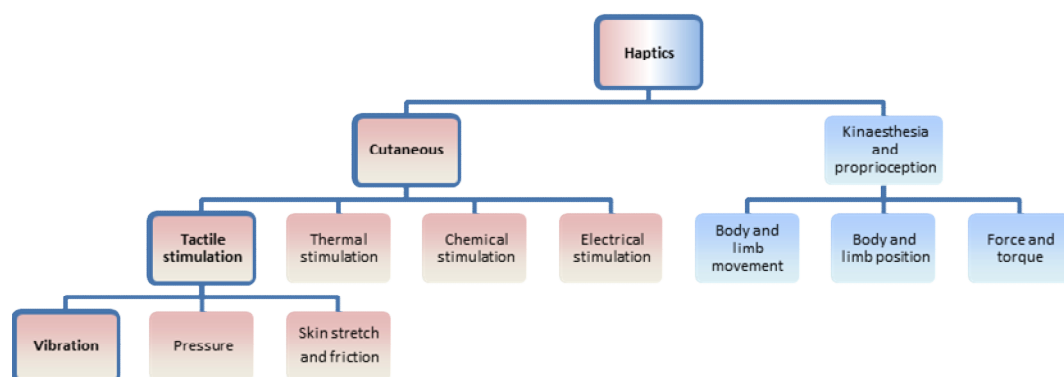 Haptics
Cutaneous
Kinaesthesia
and
proprioception
Tactile
stimulation
Thermal
stimulation
Chemical
stimulation
Electrical
stimulation
Body and
limb
movement
Body and
limb position
Force and
torque
Vibration
Pressure
Skin stretch
and friction